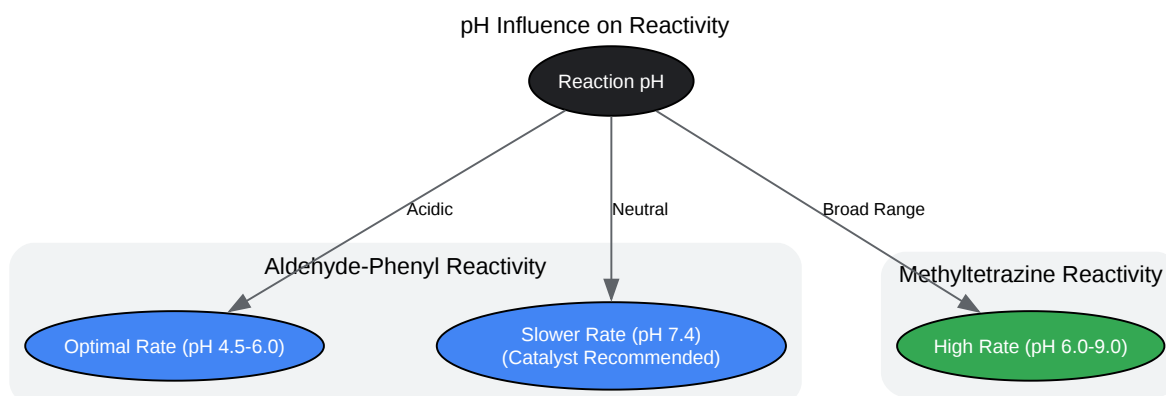 pH Influence on Reactivity
Reaction pH
Acidic
Neutral
Broad Range
Aldehyde-Phenyl Reactivity
Methyltetrazine Reactivity
Optimal Rate (pH 4.5-6.0)
Slower Rate (pH 7.4)
(Catalyst Recommended)
High Rate (pH 6.0-9.0)